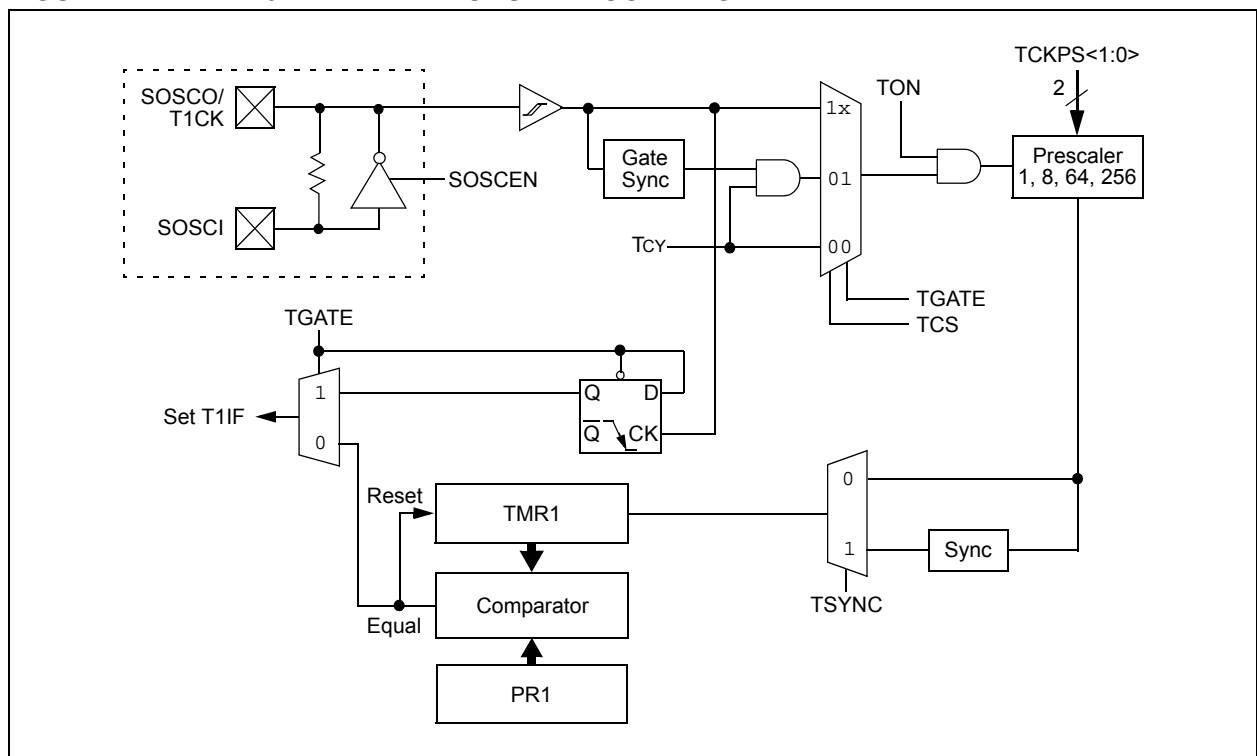 TCKPS<1:0>
2
SOSCO/
T1CK
TON
1x
Gate
Sync
Prescaler
1, 8, 64, 256
SOSCEN
01
SOSCI
TCY
00
TGATE
TCS
TGATE
1
Q
D
Set T1IF
Q
CK
0
0
Reset
TMR1
1
Sync
TSYNC
Comparator
Equal
PR1